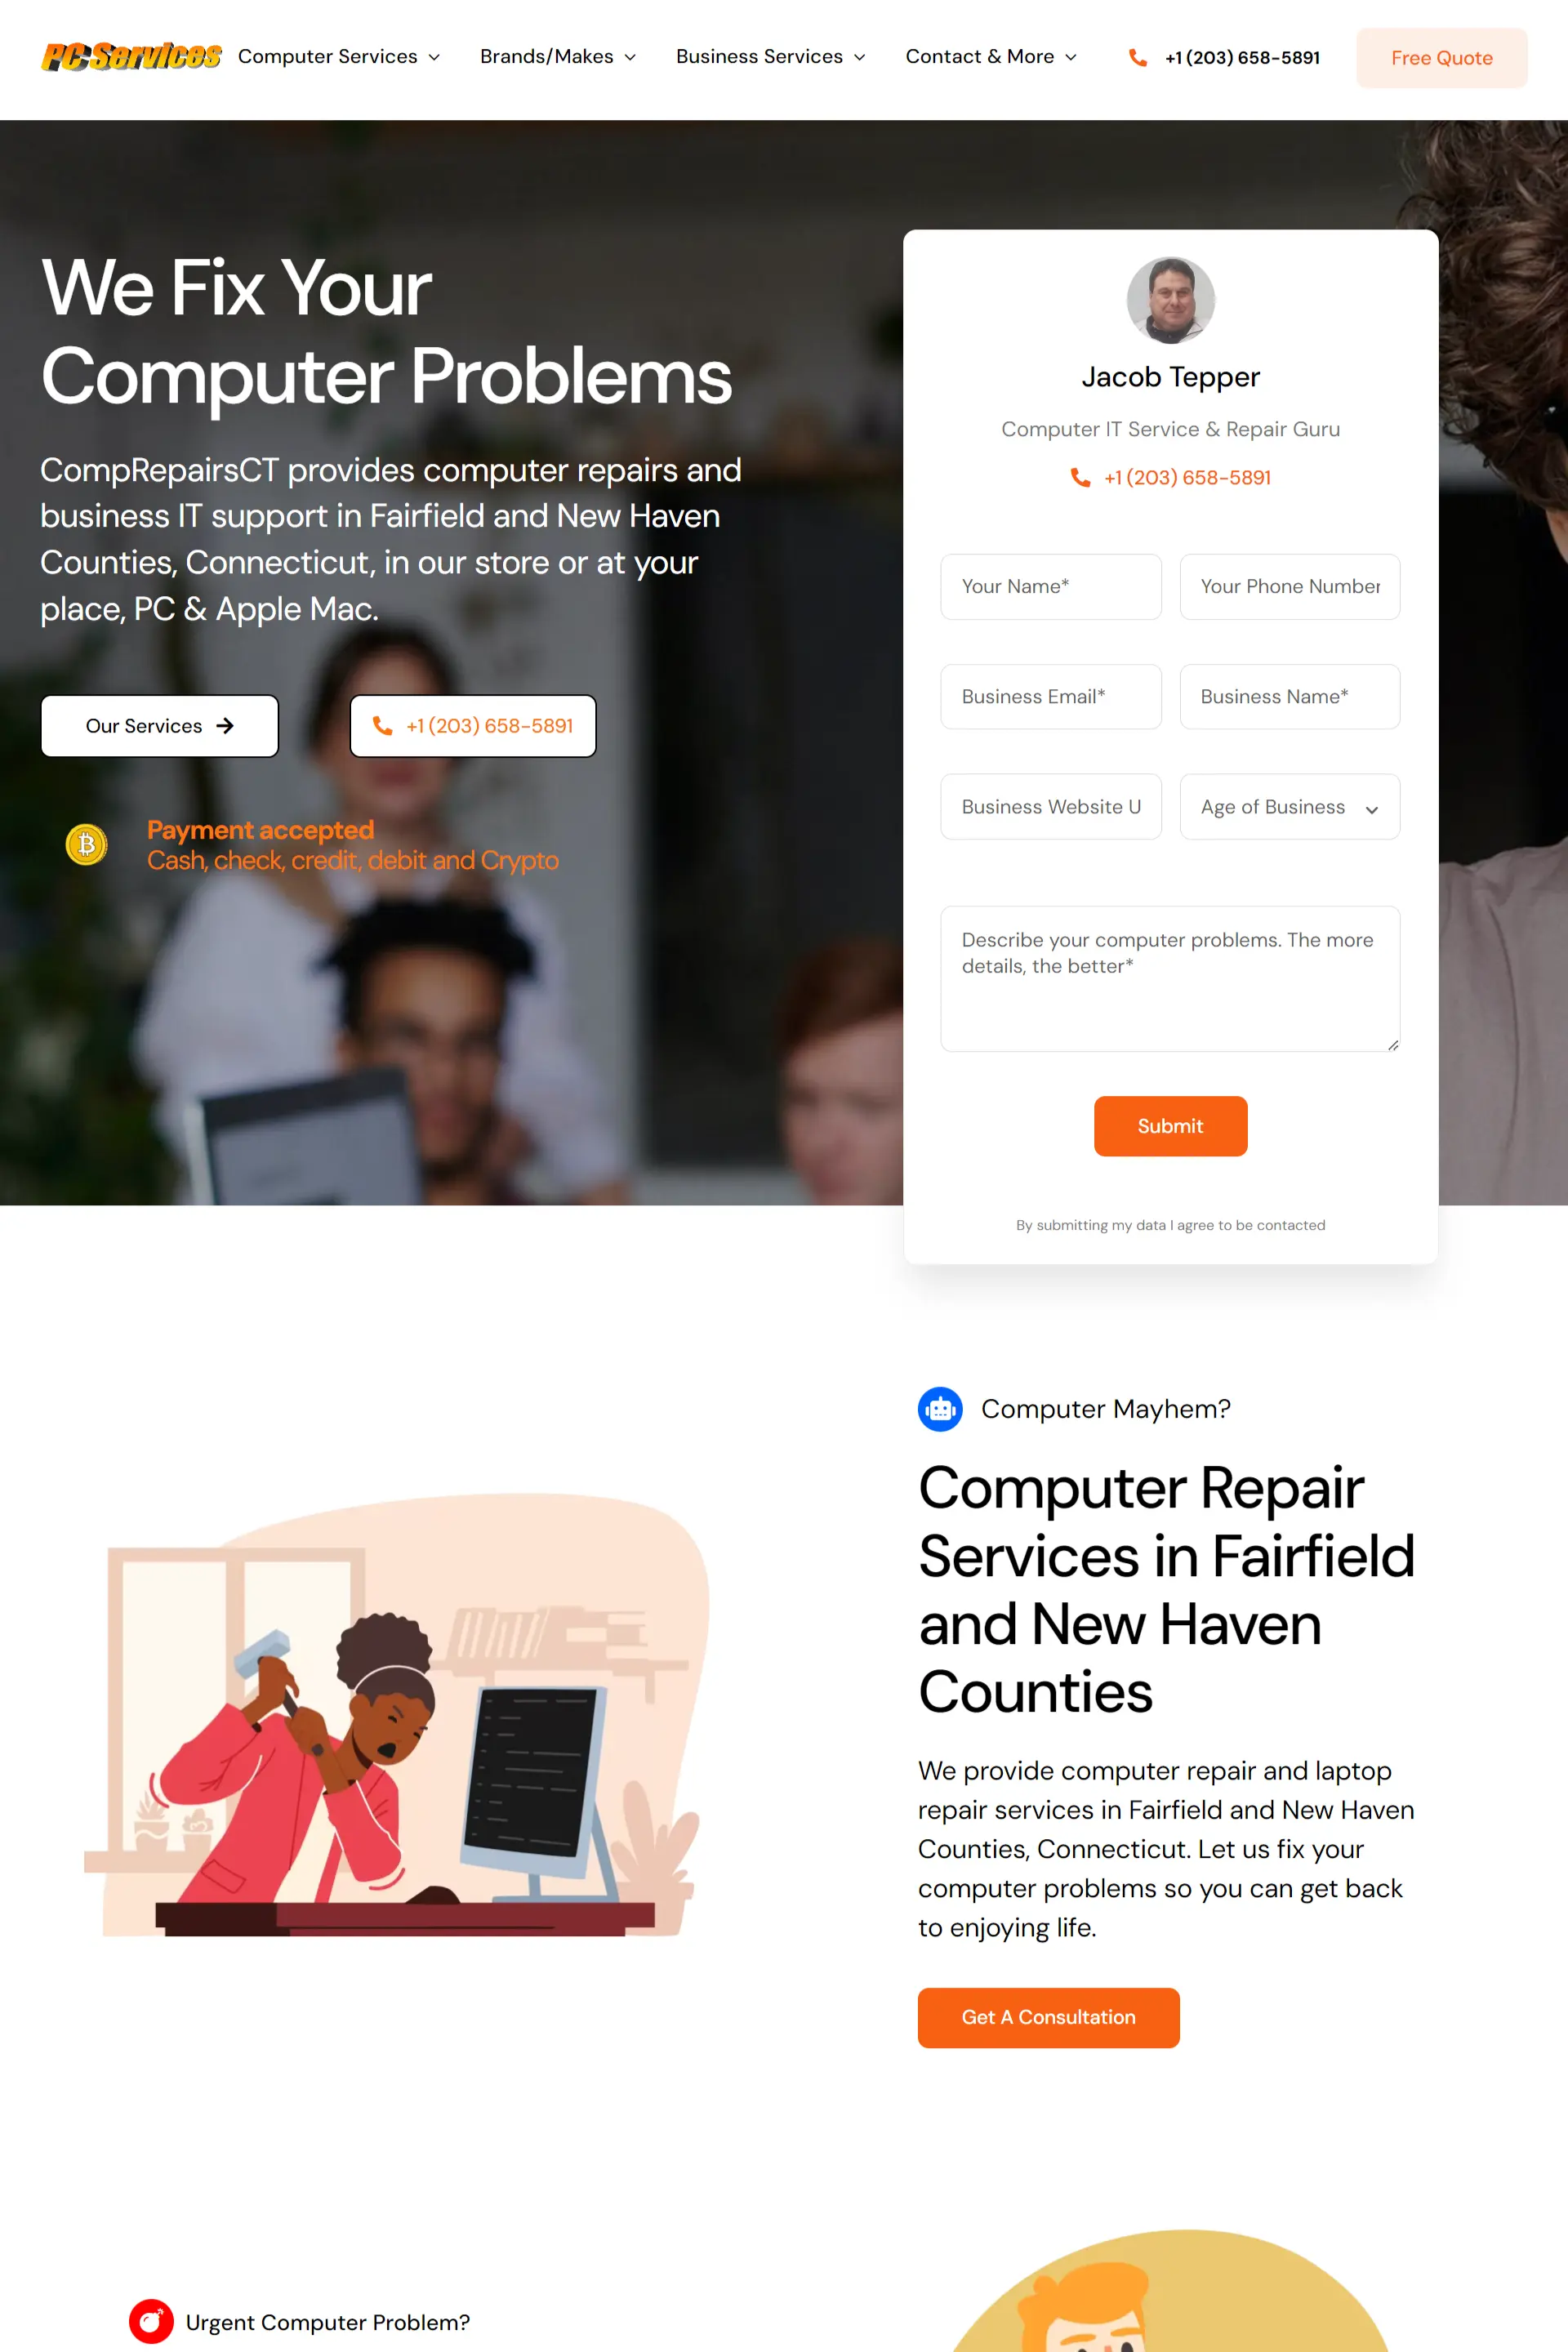 PC Services
Computer Services
Brands/Makes
Business Services
Contact & More
+1 (203) 658-5891
Free Quote
We Fix Your
Computer Problems
CompRepairsCT provides computer repairs and
business IT support in Fairfield and New Haven
Counties, Connecticut, in our store or at your
place, PC & Apple Mac.
Our Services
+1 (203) 658-5891
Payment accepted
Cash, check, credit, debit and Crypto
Jacob Tepper
Computer IT Service & Repair Guru
+1 (203) 658-5891
Your Name*
Your Phone Number
Business Email*
Business Name*
Business Website U
Age of Business
Describe your computer problems. The more
details, the better*
Submit
By submitting my data I agree to be contacted
Computer Mayhem?
Computer Repair
Services in Fairfield
and New Haven
Counties
We provide computer repair and laptop
repair services in Fairfield and New Haven
Counties, Connecticut. Let us fix your
computer problems so you can get back
to enjoying life.
Get A Consultation
Urgent Computer Problem?